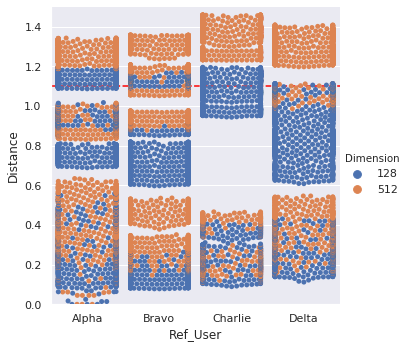 1.4
1.2
1.0
0.8
0.6
0.4
0.2
0.0
Distance
Alpha
Bravo
Charlie
Delta
Ref_User
Dimension
128
512